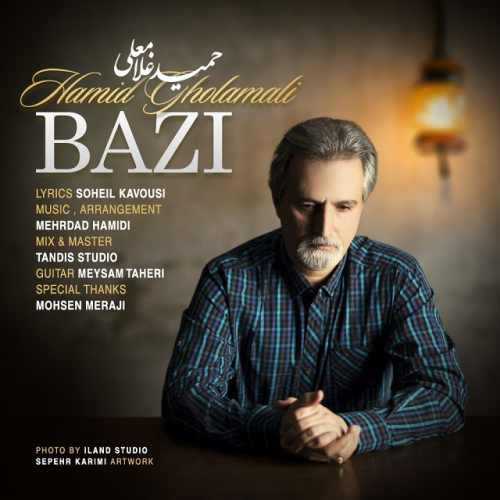 حمید غلامعلی
Hamid Gholamali
BAZI
LYRICS SOHEIL KAVOUSI
MUSIC , ARRANGEMENT
MEHRDAD HAMIDI
MIX & MASTER
TANDIS STUDIO
GUITAR MEYSAM TAHERI
SPECIAL THANKS
MOHSEN MERAJI
PHOTO BY ILAND STUDIO
SEPEHR KARIMI ARTWORK